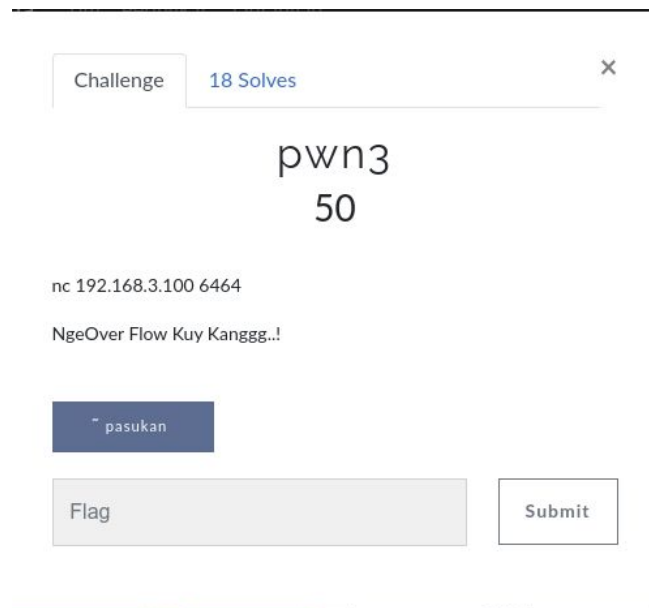 Challenge
18 Solves
×
pwn3
50
nc 192.168.3.100 6464
NgeOver Flow Kuy Kanggg..!
pasukan
Flag
Submit